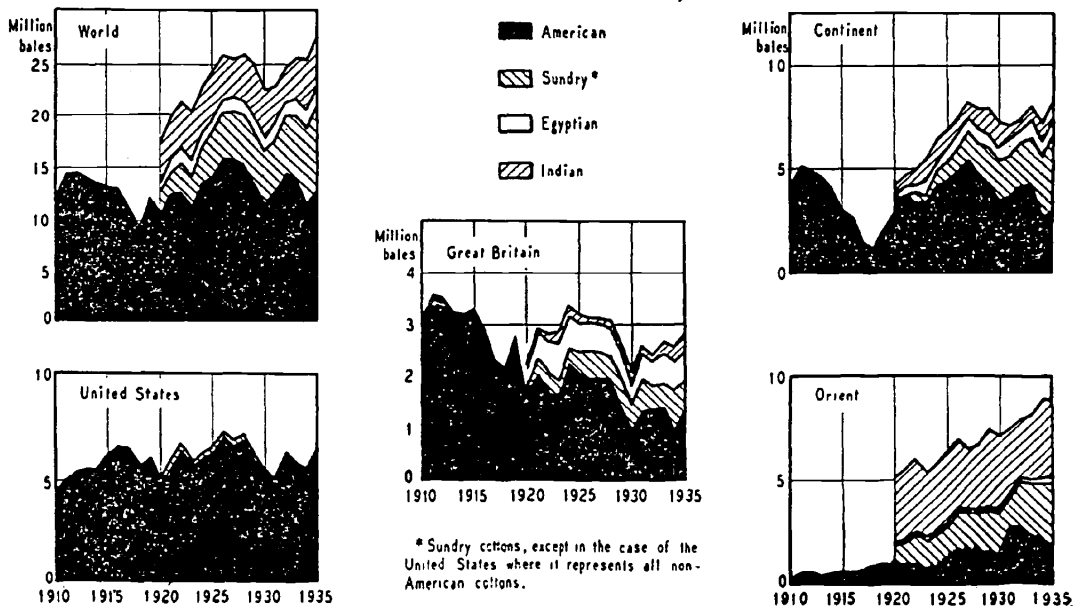 Million
bales
World
25
20
15
10
5
0
American
Sundry*
Egyptian
Indian
Million
bales
Continent
10
5
0
Million
bales
Great Britain
4
3
2
1
0
1910 1915 1920 1925 1930 1935
10
United States
5
0
1910 1915 1920 1925 1930 1935
10
Orient
5
0
1910 1915 1920 1925 1930 1935
* Sundry cottons, except in the case of the
United States where it represents all non-
American cottons.